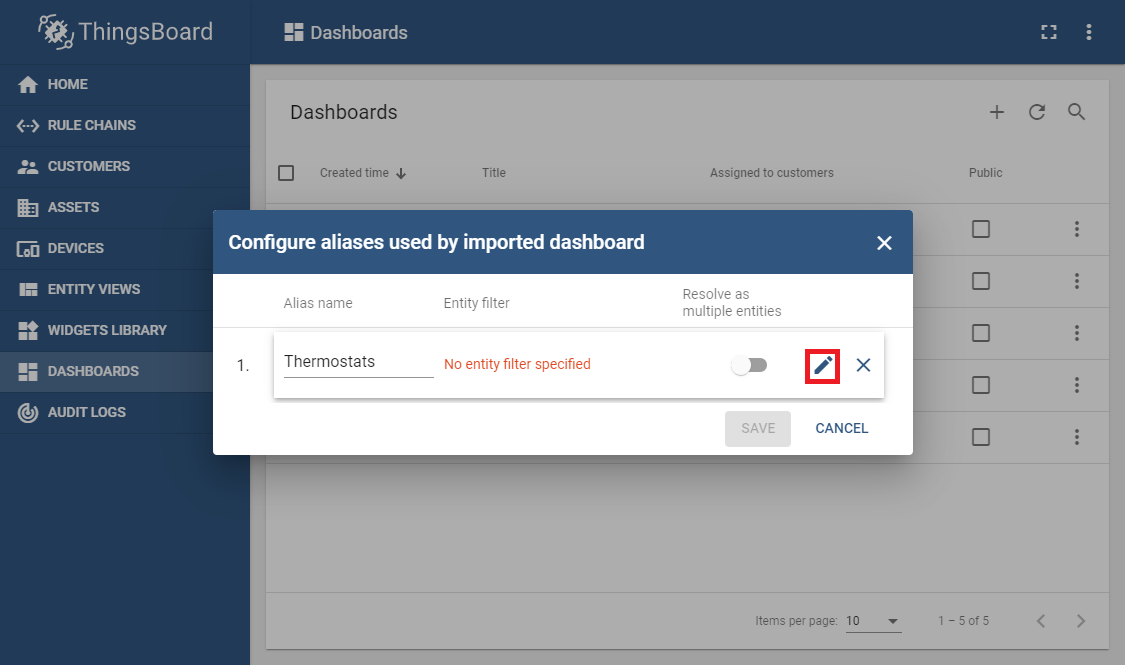 ThingsBoard
Dashboards
HOME
RULE CHAINS
CUSTOMERS
ASSETS
DEVICES
ENTITY VIEWS
WIDGETS LIBRARY
DASHBOARDS
AUDIT LOGS
Dashboards
Created time Title Assigned to customers Public
Configure aliases used by imported dashboard
Alias name Entity filter Resolve as
multiple entities
1. Thermostats No entity filter specified
SAVE CANCEL
Items per page: 10 1 – 5 of 5